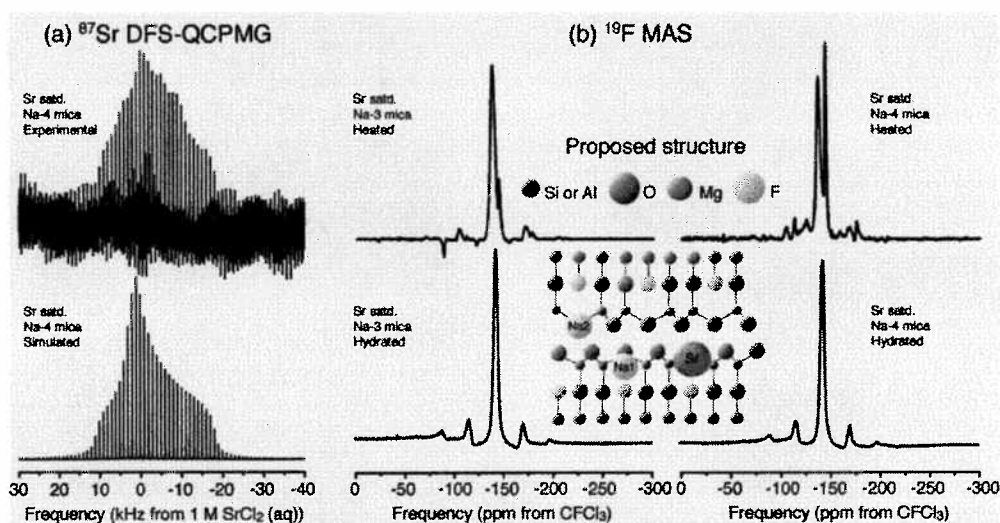 (a) ⁸⁷Sr DFS-QCPMG
Sr satd.
Na-4 mica
Experimental
Sr satd.
Na-4 mica
Simulated
30 20 10 0 -10 -20 -30 -40
Frequency (kHz from 1 M SrCl₂ (aq))
(b) ¹⁹F MAS
Sr satd.
Na-3 mica
Heated
Sr satd.
Na-4 mica
Heated
Proposed structure
Si or Al O Mg F
Na2
Na1 Sr
Sr satd.
Na-3 mica
Hydrated
Sr satd.
Na-4 mica
Hydrated
0 -50 -100 -150 -200 -250 -300
Frequency (ppm from CFCl₃)
0 -50 -100 -150 -200 -250 -300
Frequency (ppm from CFCl₃)